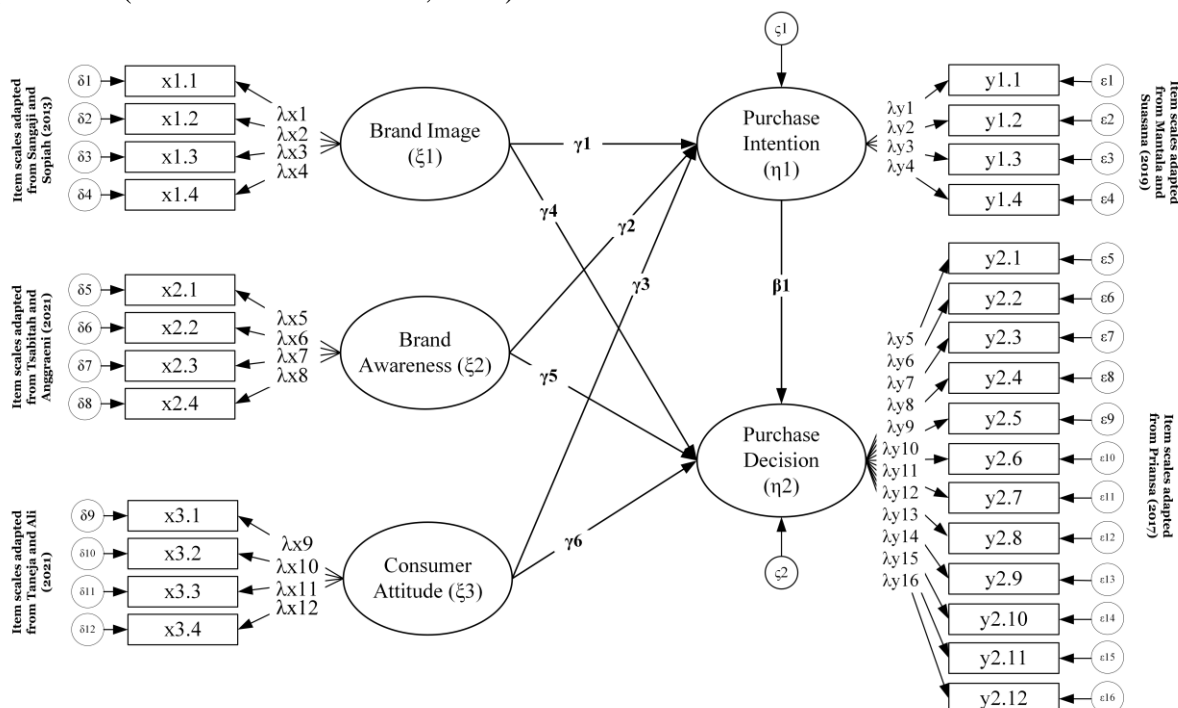 ς1
Item scales adapted
from Sangaji and
Sopiah (2013)
δ1
x1.1
δ2
x1.2
δ3
x1.3
δ4
x1.4
λx1
λx2
λx3
λx4
Brand Image
(ξ1)
γ1
γ4
γ2
γ3
Purchase
Intention
(η1)
λy1
λy2
λy3
λy4
y1.1
ε1
y1.2
ε2
y1.3
ε3
y1.4
ε4
Item scales adapted
from Mantala and
Suasana (2019)
Item scales adapted
from Tsabitah and
Anggraeni (2021)
δ5
x2.1
δ6
x2.2
δ7
x2.3
δ8
x2.4
λx5
λx6
λx7
λx8
Brand
Awareness (ξ2)
γ5
β1
Item scales adapted
from Taneja and Ali
(2021)
δ9
x3.1
δ10
x3.2
δ11
x3.3
δ12
x3.4
λx9
λx10
λx11
λx12
Consumer
Attitude (ξ3)
γ6
Purchase
Decision
(η2)
ς2
λy5
λy6
λy7
λy8
λy9
λy10
λy11
λy12
λy13
λy14
λy15
λy16
y2.1
ε5
y2.2
ε6
y2.3
ε7
y2.4
ε8
y2.5
ε9
y2.6
ε10
y2.7
ε11
y2.8
ε12
y2.9
ε13
y2.10
ε14
y2.11
ε15
y2.12
ε16
Item scales adapted
from Priansa (2017)